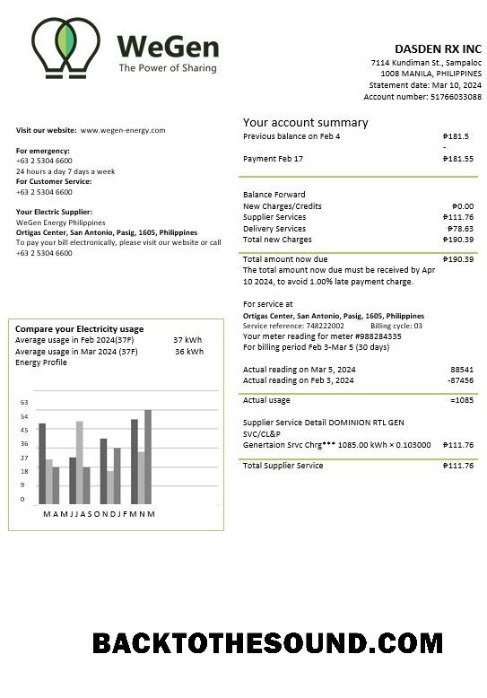 WeGen
The Power of Sharing
DASDEN RX INC
7114 Kundiman St., Sampaloc
1008 MANILA, PHILIPPINES
Statement date: Mar 10, 2024
Account number: 51766033088
Visit our website: www.wegen-energy.com
For emergency:
+63 2 5304 6600
24 hours a day 7 days a week
For Customer Service:
+63 2 5304 6600
Your Electric Supplier:
WeGen Energy Philippines
Ortigas Center, San Antonio, Pasig, 1605, Philippines
To pay your bill electronically, please visit our website or call
+63 2 5304 6600
Compare your Electricity usage
Average usage in Feb 2024(37F) 37 kWh
Average usage in Mar 2024 (37F) 36 kWh
Energy Profile
63
54
45
36
27
18
9
0
M A M J J A S O N D J F M N M
Your account summary
Previous balance on Feb 4 ₱181.5
-
Payment Feb 17 ₱181.55
Balance Forward
New Charges/Credits ₱0.00
Supplier Services ₱111.76
Delivery Services ₱78.63
Total new Charges ₱190.39
Total amount now due ₱190.39
The total amount now due must be received by Apr
10 2024, to avoid 1.00% late payment charge.
For service at
Ortigas Center, San Antonio, Pasig, 1605, Philippines
Service reference: 748222002 Billing cycle: 03
Your meter reading for meter #988284335
For billing period Feb 3-Mar 5 (30 days)
Actual reading on Mar 5, 2024 88541
Actual reading on Feb 3, 2024 -87456
Actual usage =1085
Supplier Service Detail DOMINION RTL GEN
SVC/CL&P
Genertaion Srvc Chrg*** 1085.00 kWh × 0.103000 ₱111.76
Total Supplier Service ₱111.76
BACKTOTHESOUND.COM